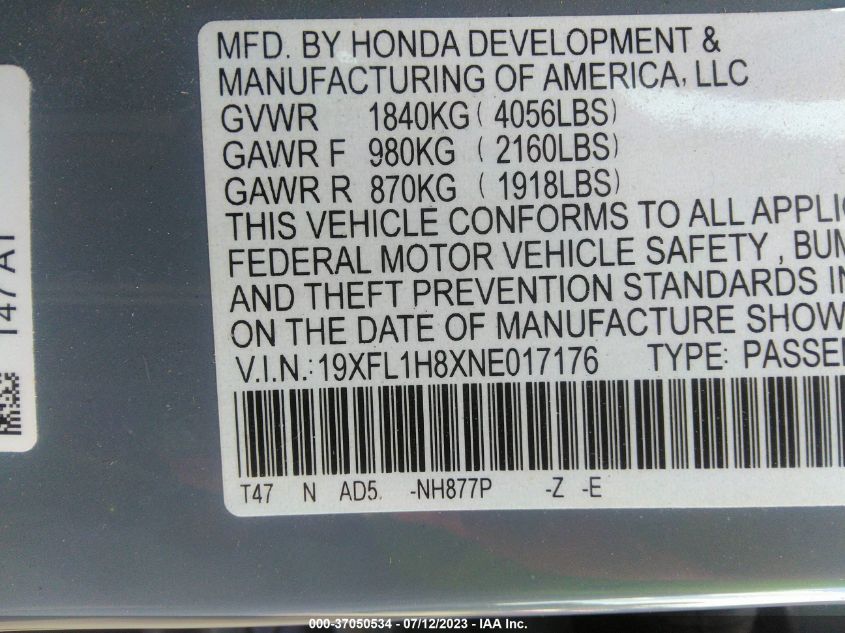 MFD. BY HONDA DEVELOPMENT &
MANUFACTURING OF AMERICA, LLC
GVWR 1840KG ( 4056LBS)
GAWR F 980KG ( 2160LBS)
GAWR R 870KG ( 1918LBS)
THIS VEHICLE CONFORMS TO ALL APPLIC
FEDERAL MOTOR VEHICLE SAFETY , BUM
AND THEFT PREVENTION STANDARDS IN
ON THE DATE OF MANUFACTURE SHOW
V.I.N.: 19XFL1H8XNE017176 TYPE: PASSE
T47 N AD5. -NH877P -Z -E
T47 A1
000-37050534 - 07/12/2023 - IAA Inc.